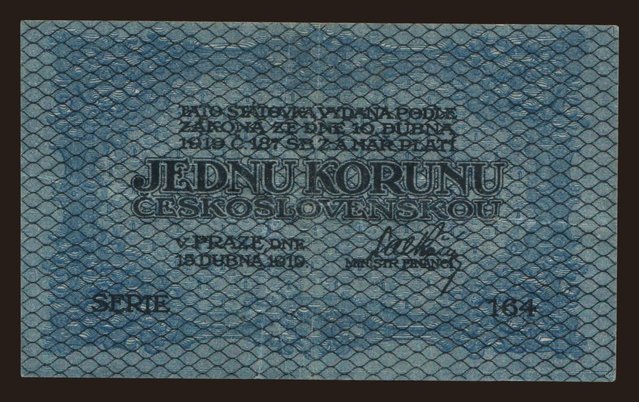 TATO STÁTOVKA VYDANÁ PODLE
ZÁKONA ZE DNE 10. DUBNA
1919 Č. 187 SB. Z. A NAŘ. PLATÍ
JEDNU KORUNU
ČESKOSLOVENSKOU
V PRAZE DNE
15. DUBNA 1919.
MINISTR FINANCÍ
SERIE 164